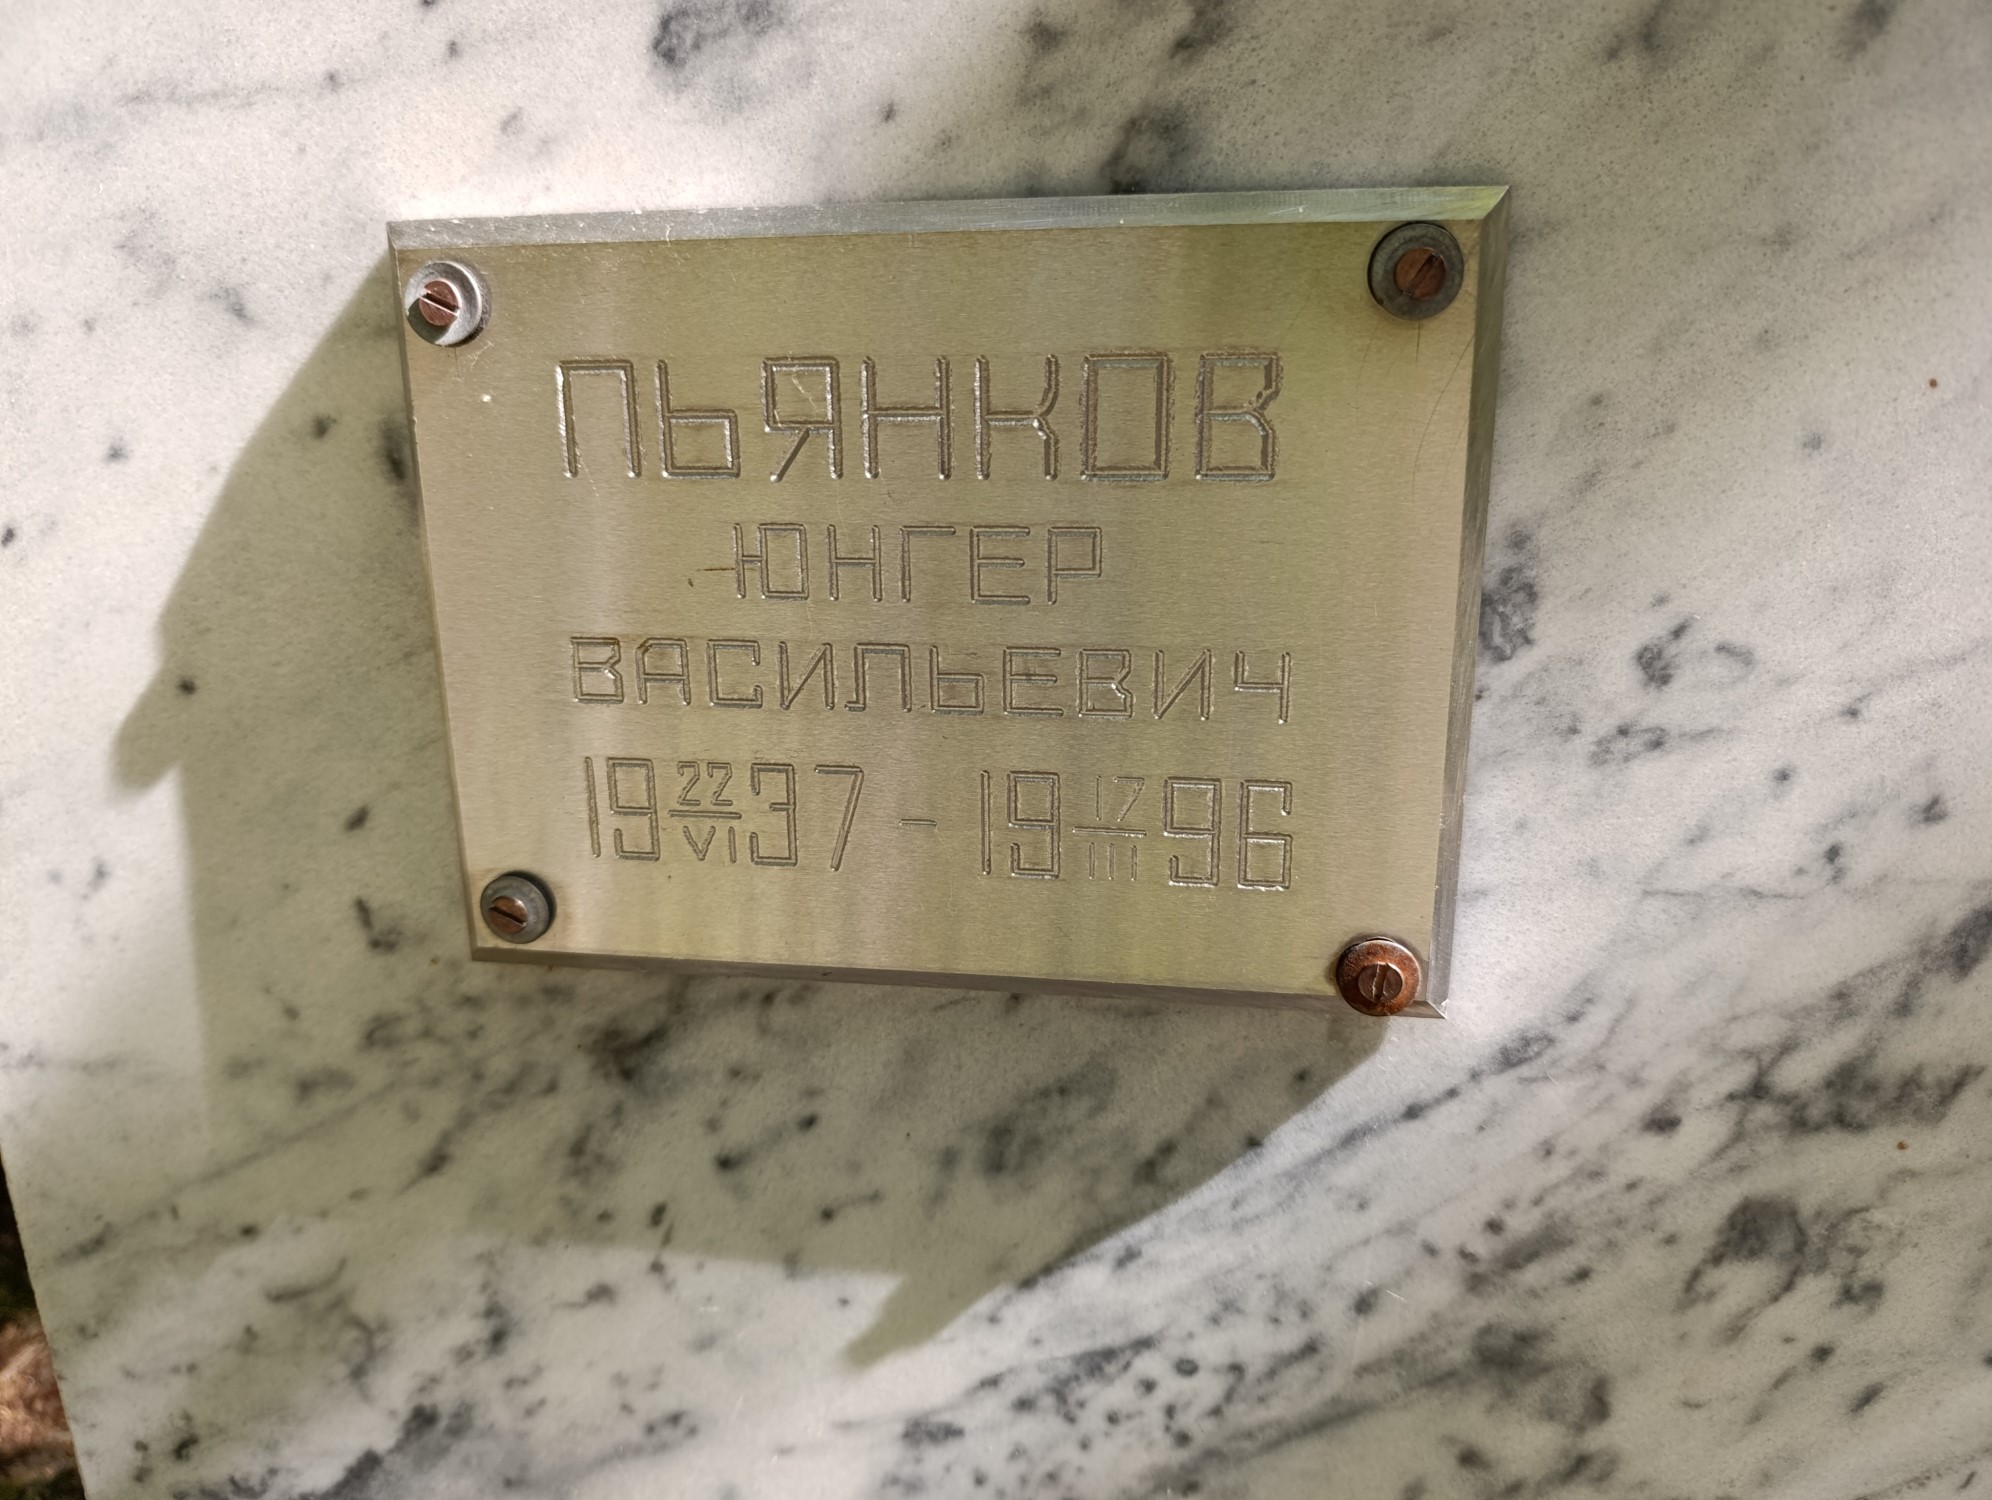 ПЬЯНКОВ
ЮНГЕР
ВАСИЛЬЕВИЧ
19 22/VI 37 - 19 17/III 96